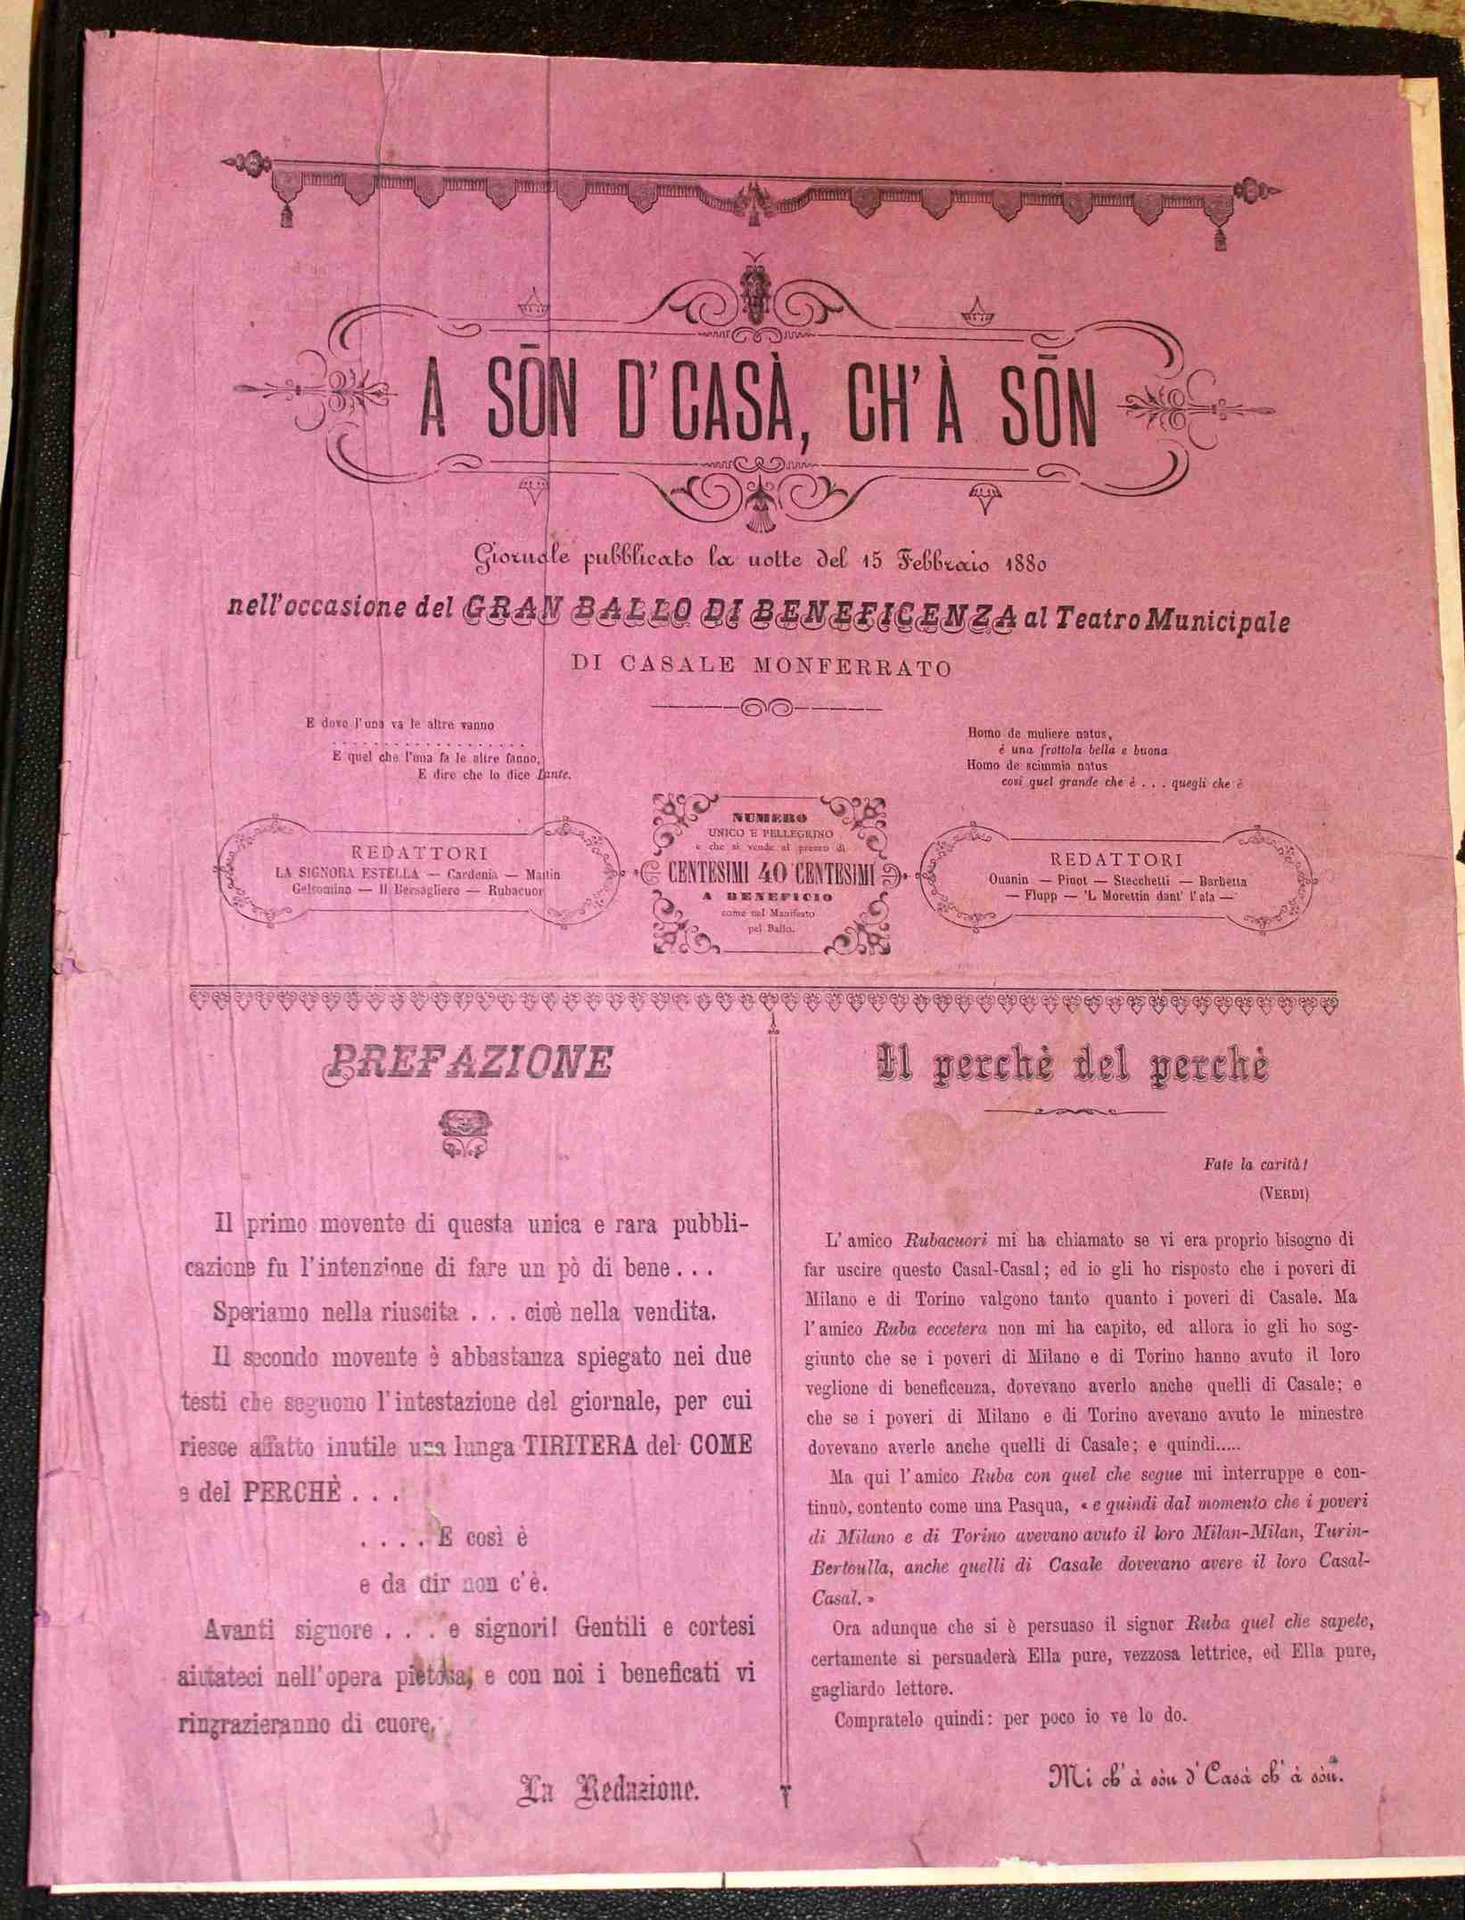 A SŌN D'CASÀ, CH'À SŌN
Giornale pubblicato la notte del 15 Febbraio 1880
nell'occasione del GRAN BALLO DI BENEFICENZA al Teatro Municipale
DI CASALE MONFERRATO
E dove l'una va le altre vanno
. . . . . . . . . . . . . . . . . .
E quel che l'una fa le altre fanno,
E dire che lo dice Dante.
Homo de muliere natus,
è una frottola bella e buona
Homo de scimmia natus
così quel grande che è . . . quegli che è
REDATTORI
LA SIGNORA ESTELLA — Cardenia — Martin
Gelsomino — Il Bersagliere — Rubacuor
NUMERO
UNICO E PELLEGRINO
e che si vende al prezzo di
CENTESIMI 40 CENTESIMI
A BENEFICIO
come nel Manifesto
pel Ballo.
REDATTORI
Ouanin — Pinot — Stecchetti — Barbetta
— Flupp — 'L Morettin dant' l'ala —
PREFAZIONE
Il primo movente di questa unica e rara pubbli-
cazione fu l'intenzione di fare un pò di bene . . .
Speriamo nella riuscita . . . cioè nella vendita.
Il secondo movente è abbastanza spiegato nei due
testi che seguono l'intestazione del giornale, per cui
riesce affatto inutile una lunga TIRITERA del COME
e del PERCHÈ . . .
. . . . E così è
e da dir non c'è.
Avanti signore . . . e signori! Gentili e cortesi
aiutateci nell'opera pietosa, e con noi i beneficati vi
ringrazieranno di cuore.
La Redazione.
Il perchè del perchè
Fate la carità!
(VERDI)
L'amico Rubacuori mi ha chiamato se vi era proprio bisogno di
far uscire questo Casal-Casal; ed io gli ho risposto che i poveri di
Milano e di Torino valgono tanto quanto i poveri di Casale. Ma
l'amico Ruba eccetera non mi ha capito, ed allora io gli ho sog-
giunto che se i poveri di Milano e di Torino hanno avuto il loro
veglione di beneficenza, dovevano averlo anche quelli di Casale; e
che se i poveri di Milano e di Torino avevano avuto le minestre
dovevano averle anche quelli di Casale; e quindi.....
Ma qui l'amico Ruba con quel che segue mi interruppe e con-
tinuò, contento come una Pasqua, « e quindi dal momento che i poveri
di Milano e di Torino avevano avuto il loro Milan-Milan, Turin-
Bertoulla, anche quelli di Casale dovevano avere il loro Casal-
Casal. »
Ora adunque che si è persuaso il signor Ruba quel che sapete,
certamente si persuaderà Ella pure, vezzosa lettrice, ed Ella pure,
gagliardo lettore.
Compratelo quindi: per poco io ve lo do.
Mi ch'à sòn d'Casà ch'à sòn.